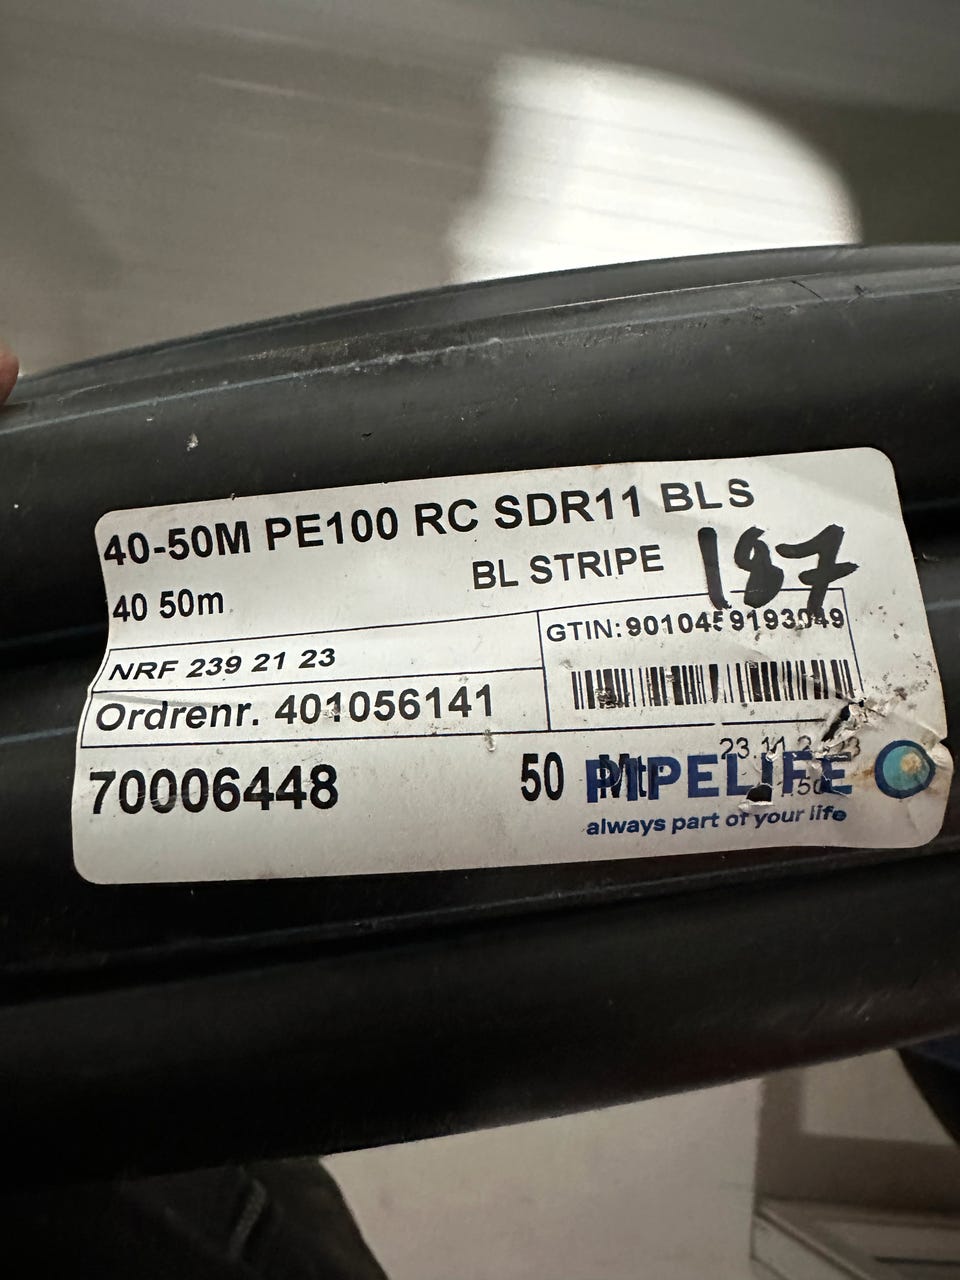 40-50M PE100 RC SDR11 BLS
BL STRIPE
187
40 50m
GTIN:9010459193049
NRF 239 21 23
Ordrenr. 401056141
70006448
50 Mtr
PIPELIFE
always part of your life